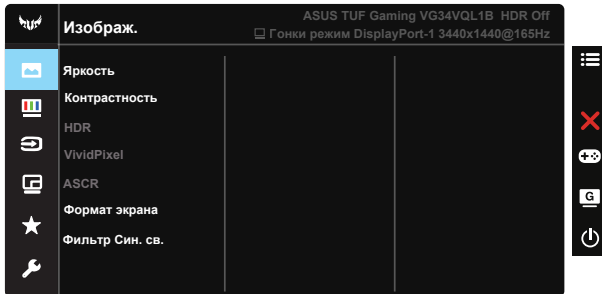 ASUS TUF Gaming VG34VQL1B HDR Off
Изображ.
Гонки режим DisplayPort-1 3440x1440@165Hz
Яркость
Контрастность
HDR
VividPixel
ASCR
Формат экрана
Фильтр Син. св.
G